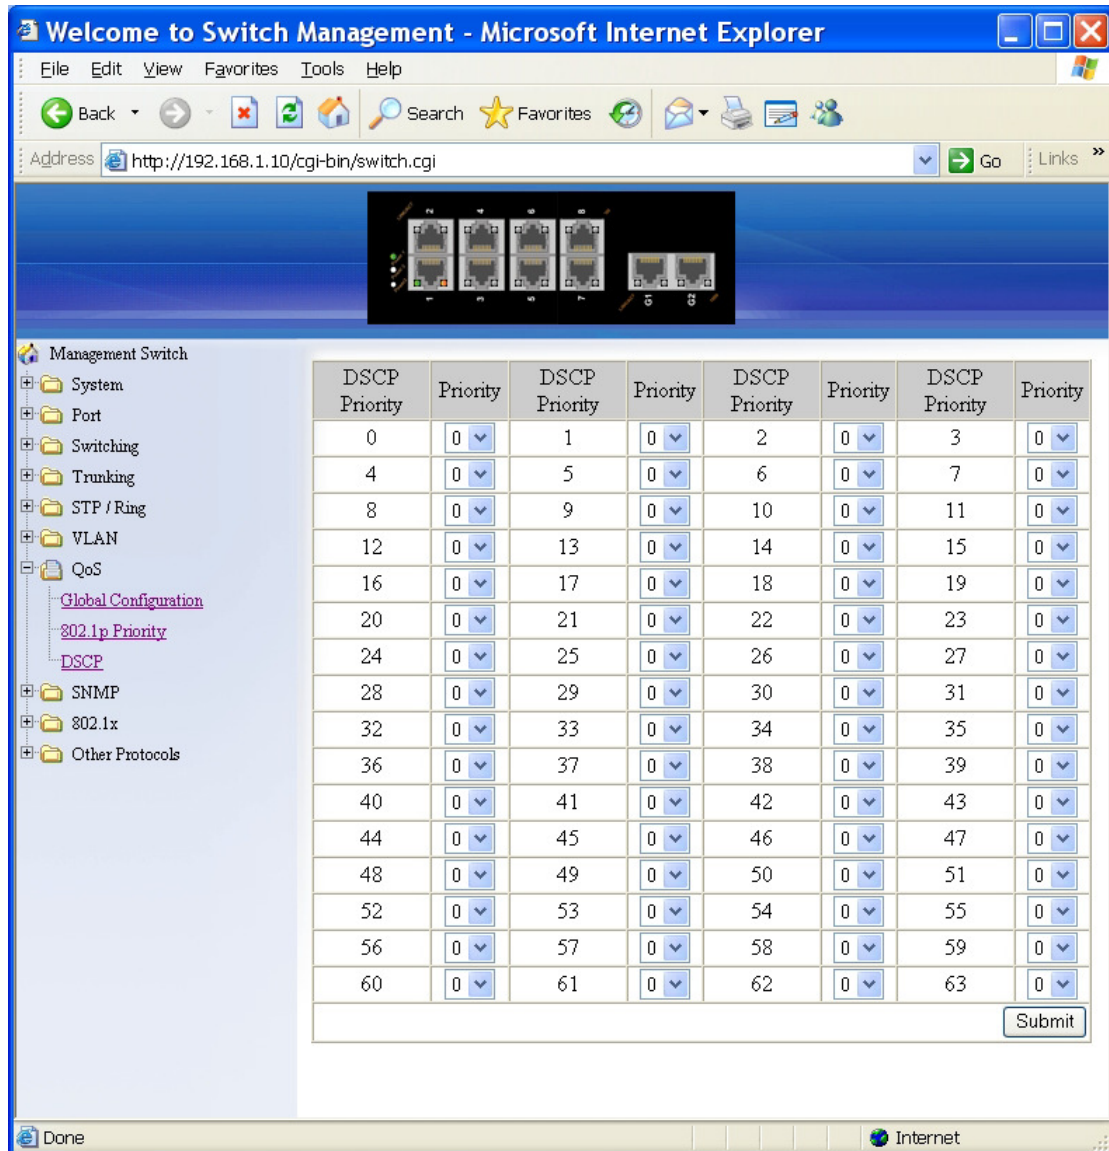 Welcome to Switch Management - Microsoft Internet Explorer
File Edit View Favorites Tools Help
Back Search Favorites
Address http://192.168.1.10/cgi-bin/switch.cgi Go Links »
2 4 6 8
1 3 5 7 G1 G2
Management Switch
System
Port
Switching
Trunking
STP / Ring
VLAN
QoS
Global Configuration
802.1p Priority
DSCP
SNMP
802.1x
Other Protocols
DSCP Priority Priority DSCP Priority Priority DSCP Priority Priority DSCP Priority Priority
0 0 1 0 2 0 3 0
4 0 5 0 6 0 7 0
8 0 9 0 10 0 11 0
12 0 13 0 14 0 15 0
16 0 17 0 18 0 19 0
20 0 21 0 22 0 23 0
24 0 25 0 26 0 27 0
28 0 29 0 30 0 31 0
32 0 33 0 34 0 35 0
36 0 37 0 38 0 39 0
40 0 41 0 42 0 43 0
44 0 45 0 46 0 47 0
48 0 49 0 50 0 51 0
52 0 53 0 54 0 55 0
56 0 57 0 58 0 59 0
60 0 61 0 62 0 63 0
Submit
Done Internet